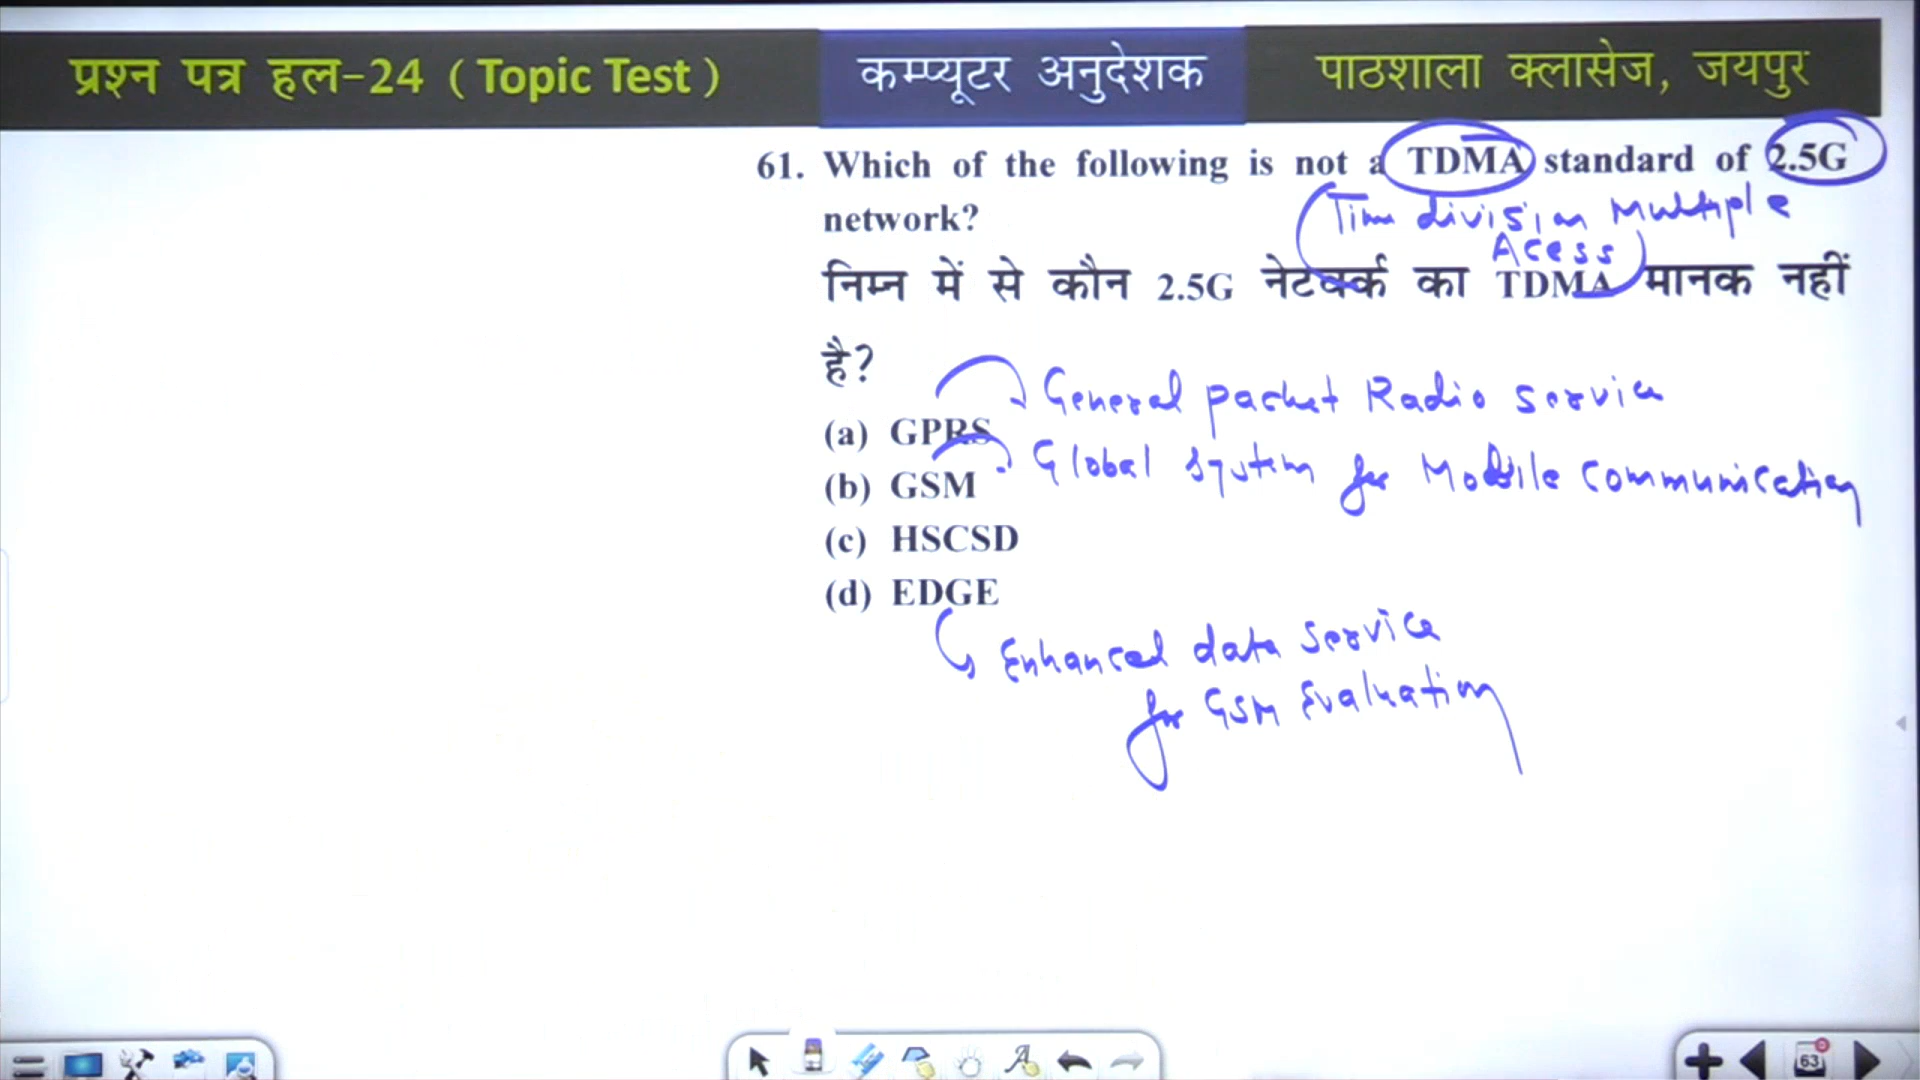 प्रश्न पत्र हल-24 ( Topic Test ) कम्प्यूटर अनुदेशक पाठशाला क्लासेज, जयपुर
61. Which of the following is not a TDMA standard of 2.5G
Time division Multiple
network?
Acess
निम्न में से कौन 2.5G नेटवर्क का TDMA मानक नहीं
है?
General packet Radio service
(a) GPRS
Global system for Mobile communication
(b) GSM
(c) HSCSD
(d) EDGE
Enhanced data service
for GSM Evaluation
63